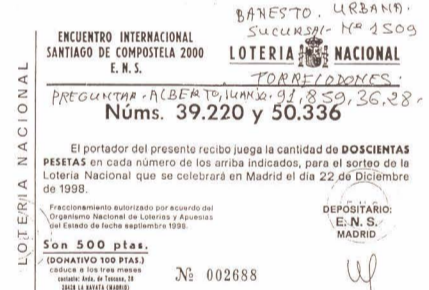 BANESTO. URBANA.
SUCURSAL- Nº 1509
ENCUENTRO INTERNACIONAL
SANTIAGO DE COMPOSTELA 2000
E. N. S.
LOTERIA NACIONAL
TORRELODONES.
PREGUNTAR - ALBERTO, JUANJO. 91,859,36,28.
Núms. 39.220 y 50.336
El portador del presente recibo juega la cantidad de DOSCIENTAS
PESETAS en cada número de los arriba indicados, para el sorteo de la
Lotería Nacional que se celebrará en Madrid el día 22 de Diciembre
de 1998.
Fraccionamiento autorizado por acuerdo del
Organismo Nacional de Loterías y Apuestas
del Estado de fecha septiembre 1998.
DEPOSITARIO:
E. N. S.
MADRID
Son 500 ptas.
(DONATIVO 100 PTAS.)
caduca a los tres meses
Nº 002688
LOTERIA NACIONAL